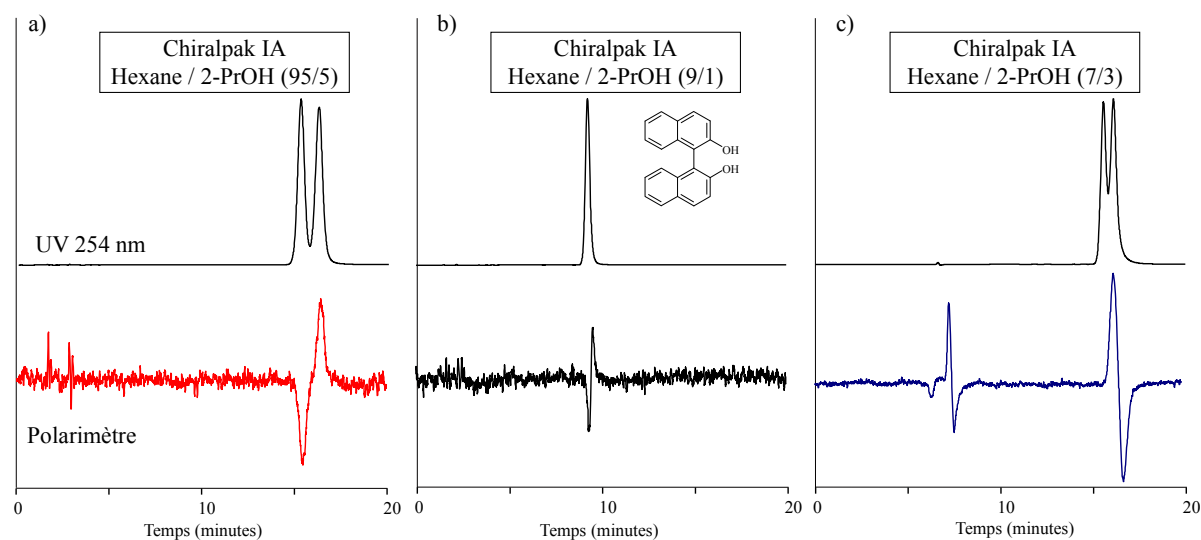 a)
Chiralpak IA
Hexane / 2-PrOH (95/5)
UV 254 nm
Polarimètre
0
10
20
Temps (minutes)
b)
Chiralpak IA
Hexane / 2-PrOH (9/1)
OH
OH
0
10
20
Temps (minutes)
c)
Chiralpak IA
Hexane / 2-PrOH (7/3)
0
10
20
Temps (minutes)